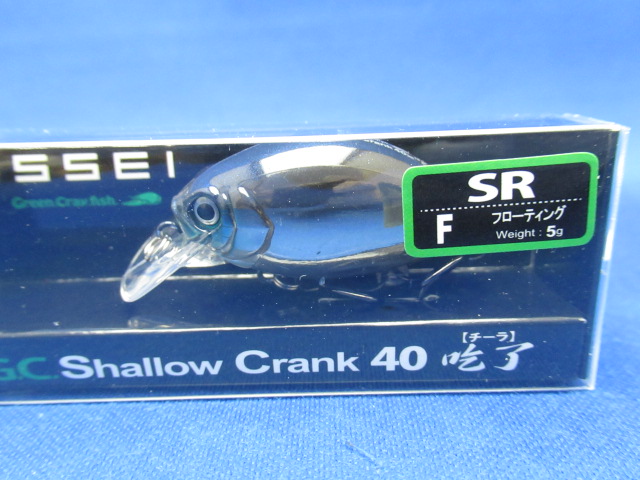 SSEI
Green.Cray.fish
SR
F フローティング
Weight : 5g
【チーラ】
GC. Shallow Crank 40 吃了